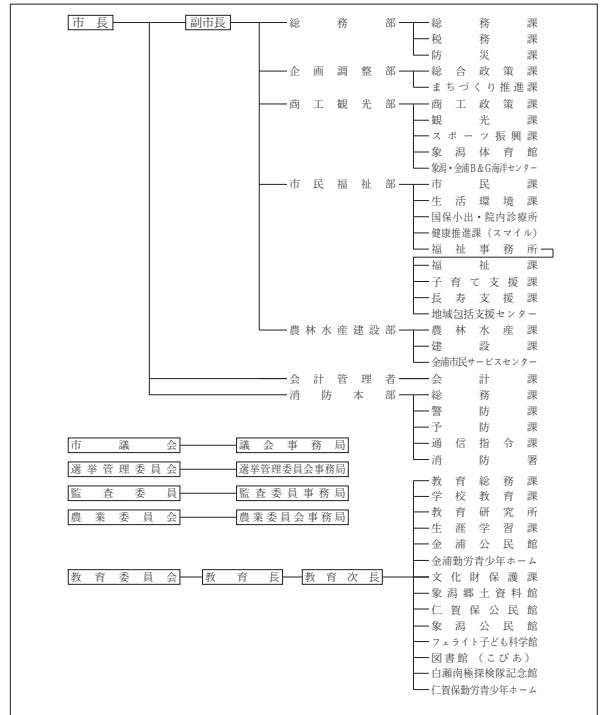 市長 副市長 総務部 総務課
税務課
防災課
企画調整部 総合政策課
まちづくり推進課
商工観光部 商工政策課
観光課
スポーツ振興課
象潟体育館
象潟・金浦B&G海洋センター
市民福祉部 市民課
生活環境課
国保小出・院内診療所
健康推進課（スマイル）
福祉事務所
福祉課
子育て支援課
長寿支援課
地域包括支援センター
農林水産建設部 農林水産課
建設課
金浦市民サービスセンター
会計管理者 会計課
消防本部 総務課
警防課
予防課
市議会 議会事務局 通信指令課
消防署
選挙管理委員会 選挙管理委員会事務局
監査委員 監査委員事務局
農業委員会 農業委員会事務局
教育総務課
学校教育課
教育研究所
生涯学習課
金浦公民館
金浦勤労青少年ホーム
教育委員会 教育長 教育次長 文化財保護課
象潟郷土資料館
仁賀保公民館
象潟公民館
フェライト子ども科学館
図書館（こぴあ）
白瀬南極探検隊記念館
仁賀保勤労青少年ホーム